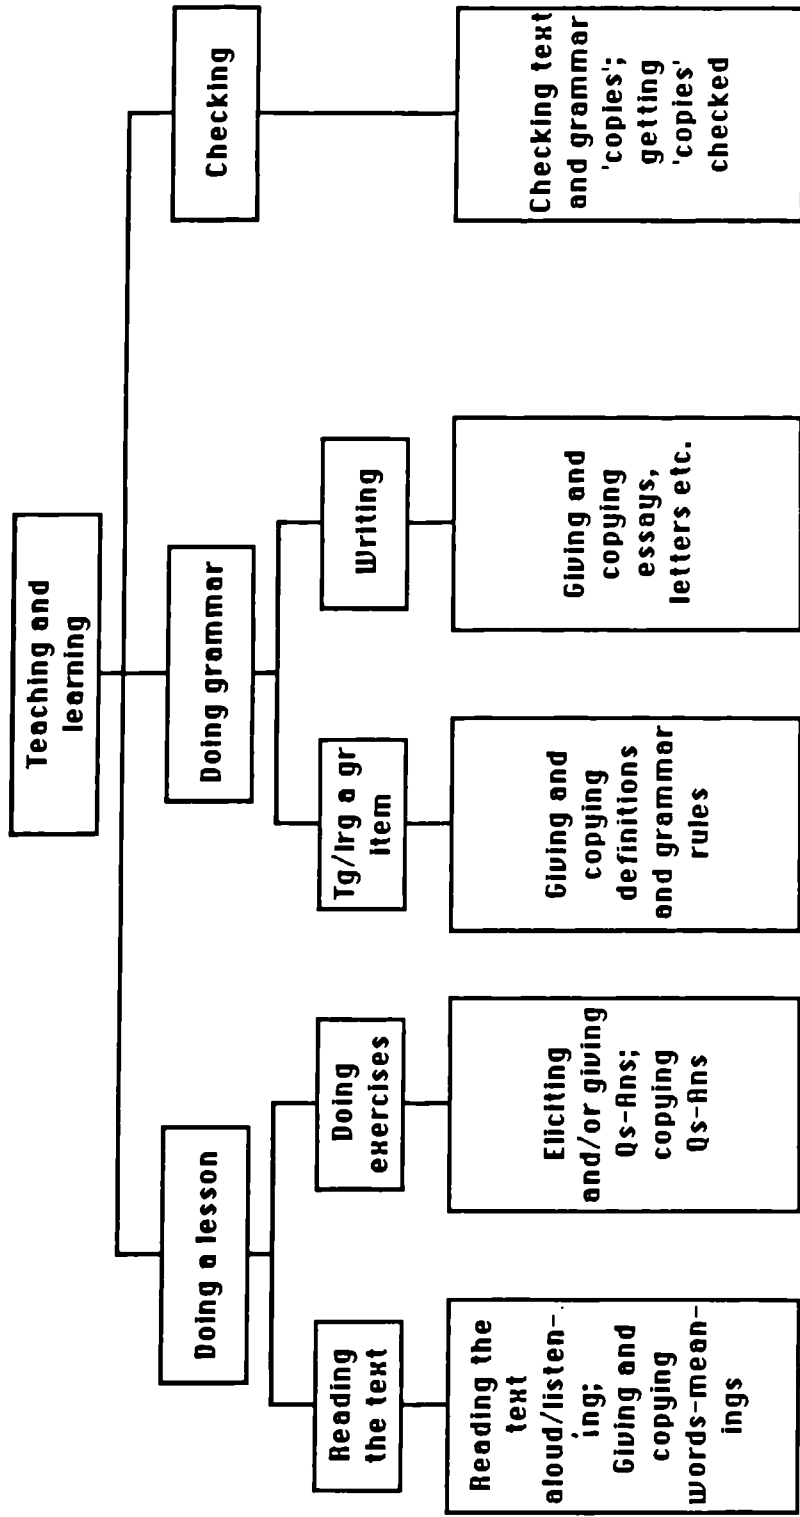 Teaching and
learning
Doing a lesson
Doing grammar
Checking
Reading
the text
Doing
exercises
Tg/lrg a gr
item
Writing
Reading the
text
aloud/listen-
ing;
Giving and
copying
words-mean-
ings
Eliciting
and/or giving
Qs-Ans;
copying
Qs-Ans
Giving and
copying
definitions
and grammar
rules
Giving and
copying
essays,
letters etc.
Checking text
and grammar
'copies';
getting
'copies'
checked